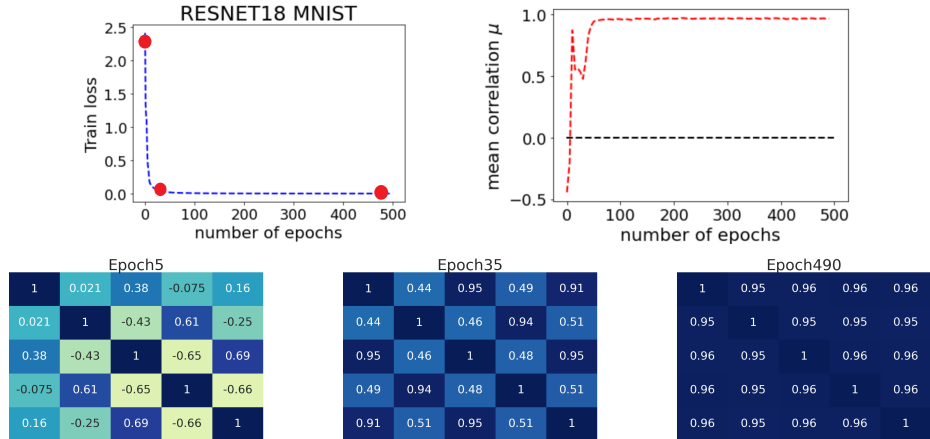 RESNET18 MNIST
2.5
2.0
1.5
1.0
0.5
0.0
Train loss
0 100 200 300 400 500
number of epochs
1.0
0.5
0.0
−0.5
mean correlation μ
0 100 200 300 400 500
number of epochs
Epoch5
1 0.021 0.38 -0.075 0.16
0.021 1 -0.43 0.61 -0.25
0.38 -0.43 1 -0.65 0.69
-0.075 0.61 -0.65 1 -0.66
0.16 -0.25 0.69 -0.66 1
Epoch35
1 0.44 0.95 0.49 0.91
0.44 1 0.46 0.94 0.51
0.95 0.46 1 0.48 0.95
0.49 0.94 0.48 1 0.51
0.91 0.51 0.95 0.51 1
Epoch490
1 0.95 0.96 0.96 0.96
0.95 1 0.95 0.95 0.95
0.96 0.95 1 0.96 0.96
0.96 0.95 0.96 1 0.96
0.96 0.95 0.96 0.96 1